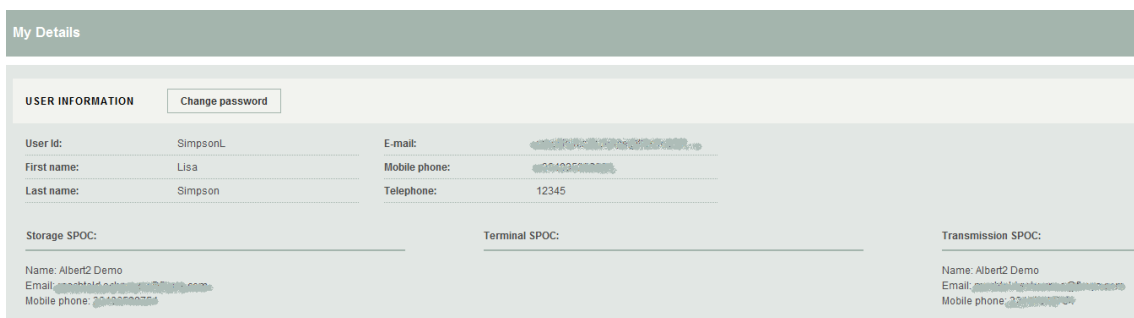 My Details
USER INFORMATION Change password
User Id: SimpsonL E-mail:
First name: Lisa Mobile phone:
Last name: Simpson Telephone: 12345
Storage SPOC: Terminal SPOC: Transmission SPOC:
Name: Albert2 Demo Name: Albert2 Demo
Email: Email:
Mobile phone: Mobile phone: